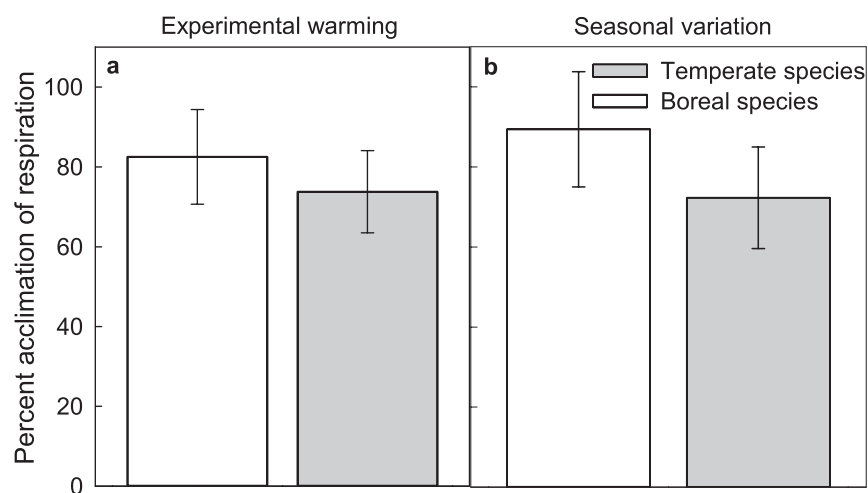 Experimental warming
Seasonal variation
a
b
Temperate species
Boreal species
Percent acclimation of respiration
100
80
60
40
20
0